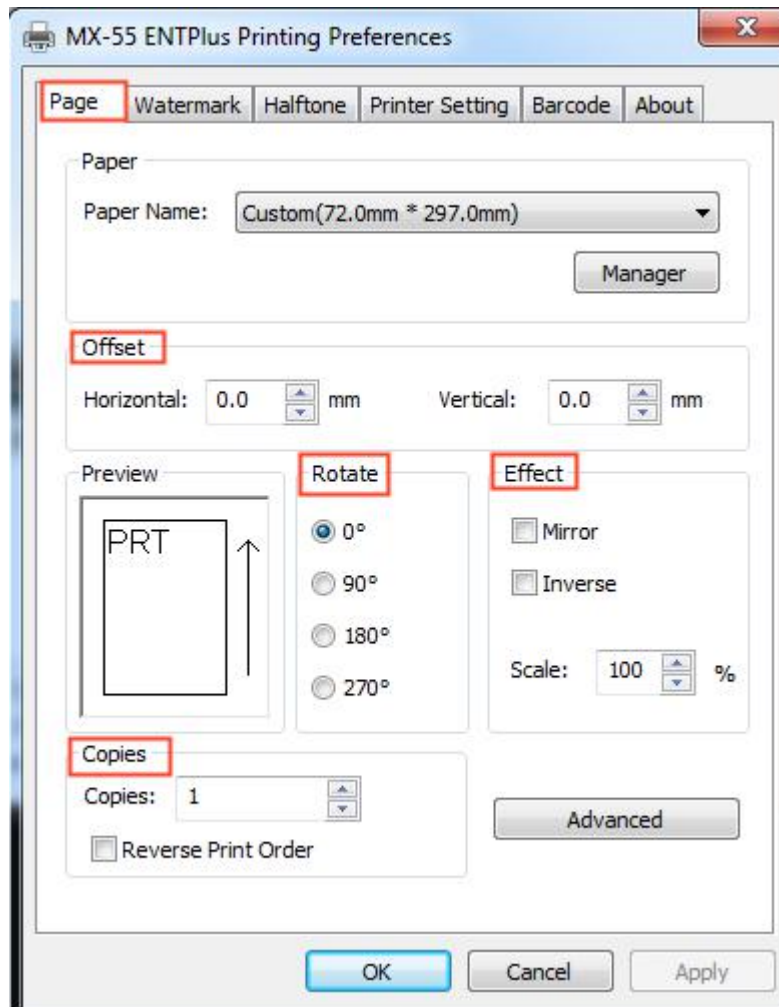 MX-55 ENTPlus Printing Preferences
Page Watermark Halftone Printer Setting Barcode About
Paper
Paper Name: Custom(72.0mm * 297.0mm)
Manager
Offset
Horizontal: 0.0 mm Vertical: 0.0 mm
Preview Rotate Effect
PRT 0° Mirror
90° Inverse
180°
Scale: 100 %
270°
Copies
Copies: 1
Advanced
Reverse Print Order
OK Cancel Apply